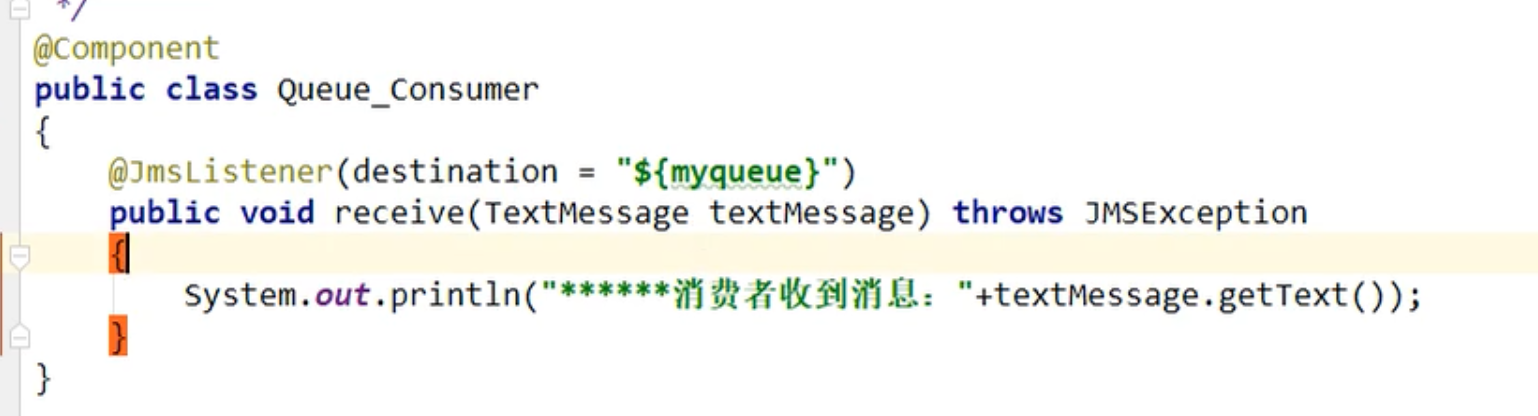 */
@Component
public class Queue_Consumer
{
@JmsListener(destination = "${myqueue}")
public void receive(TextMessage textMessage) throws JMSException
{
System.out.println("******消费者收到消息："+textMessage.getText());
}
}